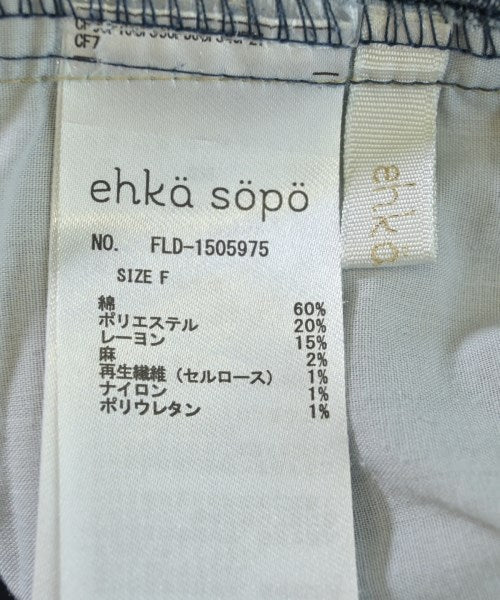 CF7
ehkä söpö
ehkö
NO. FLD-1505975
SIZE F
綿 60%
ポリエステル 20%
レーヨン 15%
麻 2%
再生繊維（セルロース） 1%
ナイロン 1%
ポリウレタン 1%